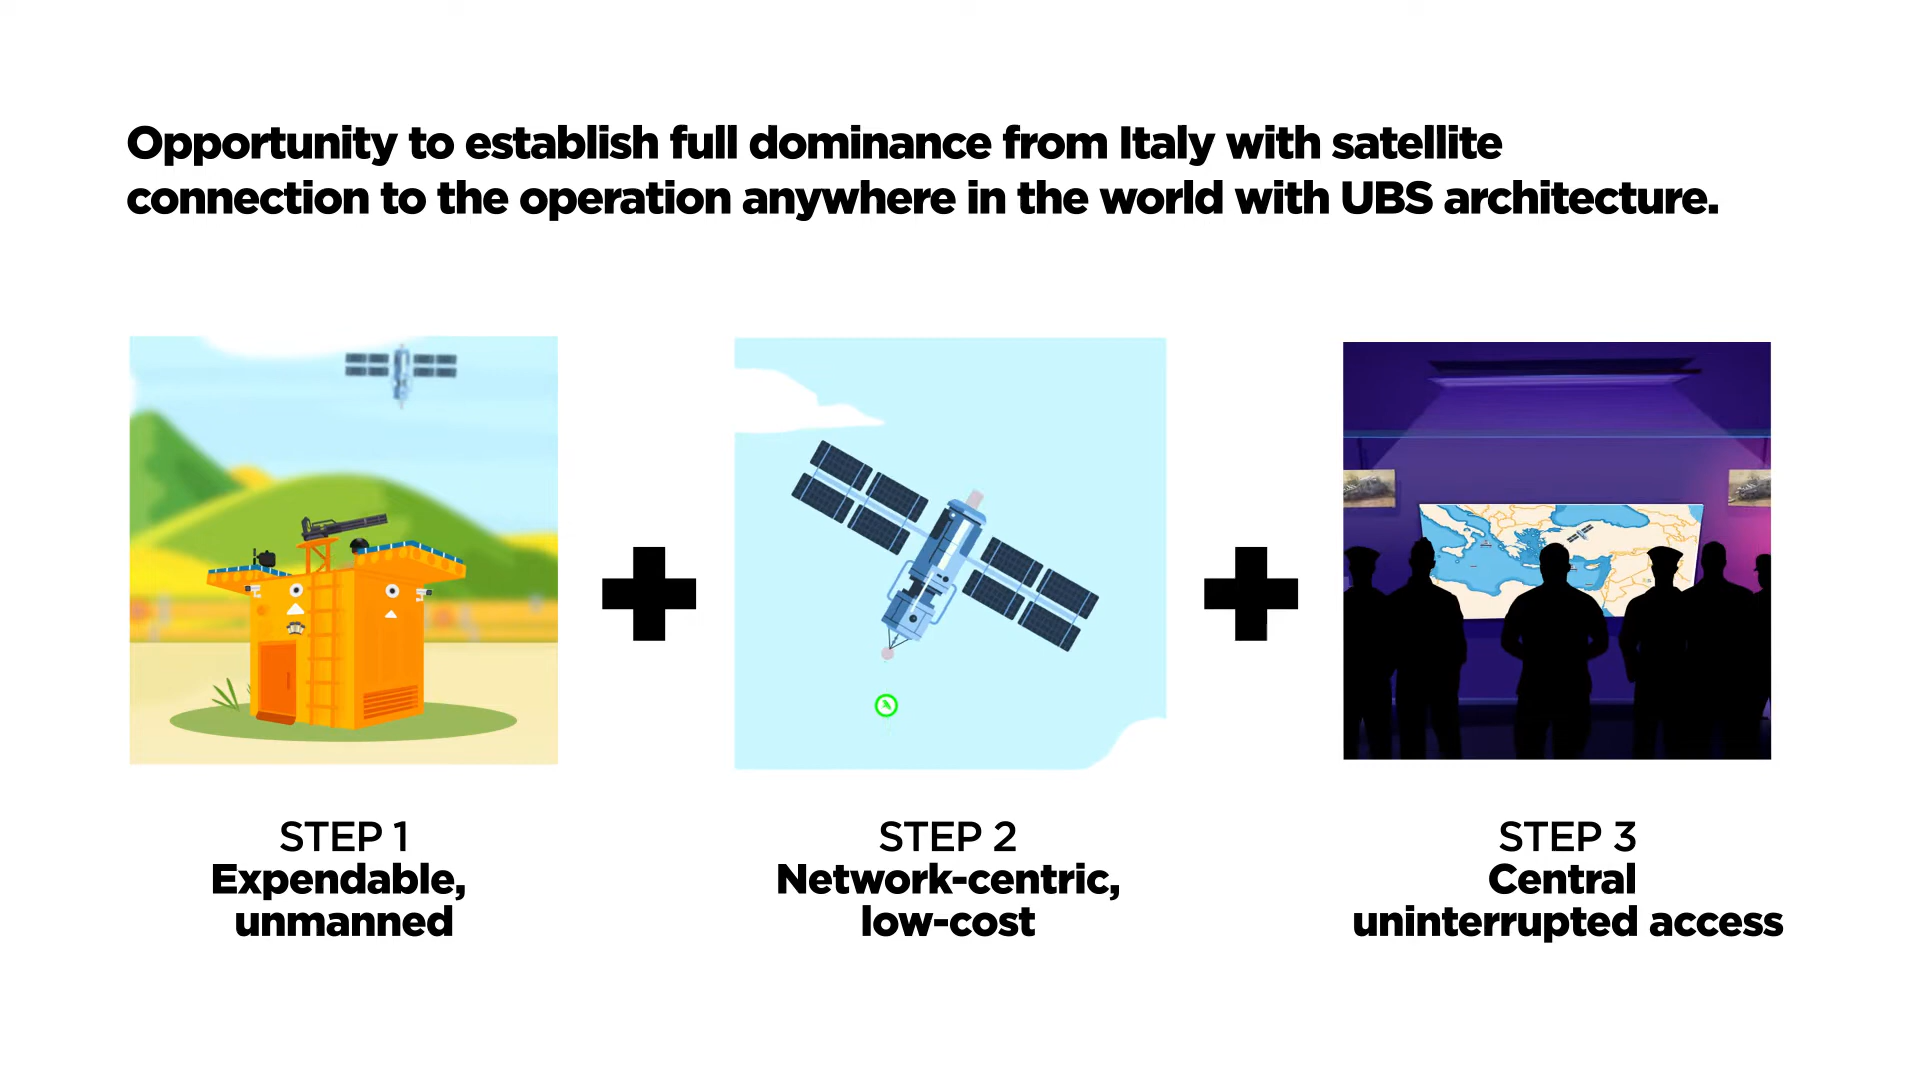 Opportunity to establish full dominance from Italy with satellite
connection to the operation anywhere in the world with UBS architecture.
STEP 1
Expendable,
unmanned
STEP 2
Network-centric,
low-cost
STEP 3
Central
uninterrupted access